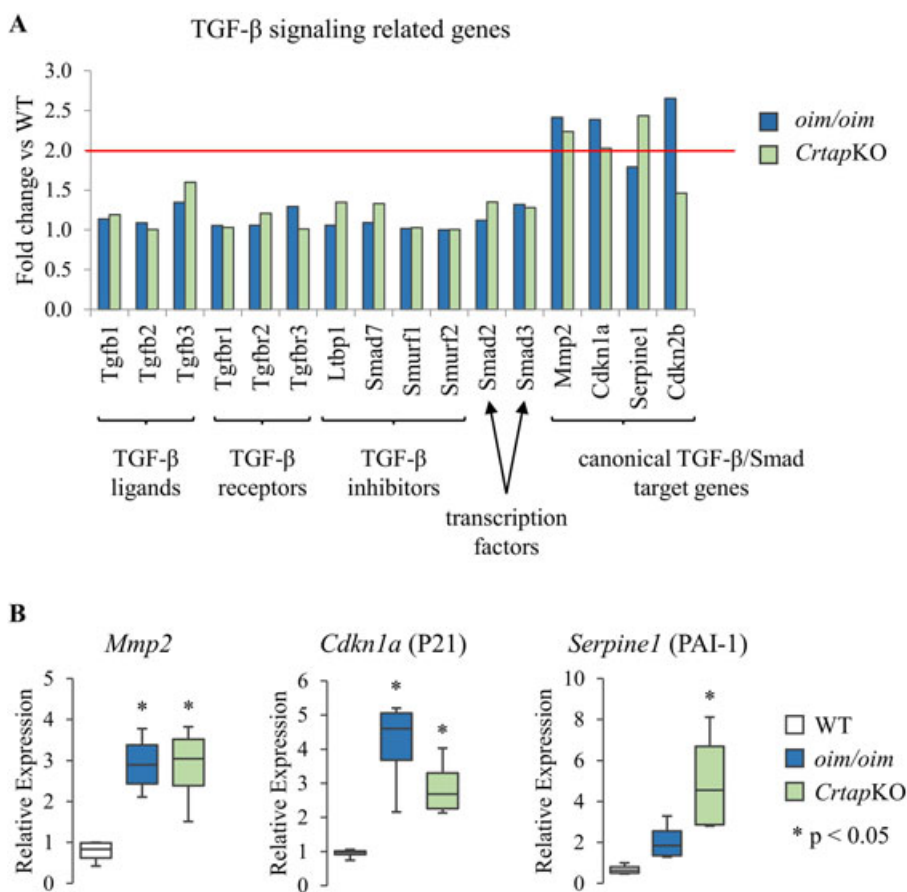 A
TGF-β signaling related genes
Fold change vs WT
3.0
2.5
2.0
1.5
1.0
0.5
0.0
oim/oim
CrtapKO
Tgfb1
Tgfb2
Tgfb3
Tgfbr1
Tgfbr2
Tgfbr3
Ltbp1
Smad7
Smurf1
Smurf2
Smad2
Smad3
Mmp2
Cdkn1a
Serpine1
Cdkn2b
TGF-β
ligands
TGF-β
receptors
TGF-β
inhibitors
transcription
factors
canonical TGF-β/Smad
target genes
B
Mmp2
Relative Expression
5
4
3
2
1
0
*
*
Cdkn1a (P21)
Relative Expression
6
5
4
3
2
1
0
*
*
Serpine1 (PAI-1)
Relative Expression
10
8
6
4
2
0
*
WT
oim/oim
CrtapKO
* p < 0.05